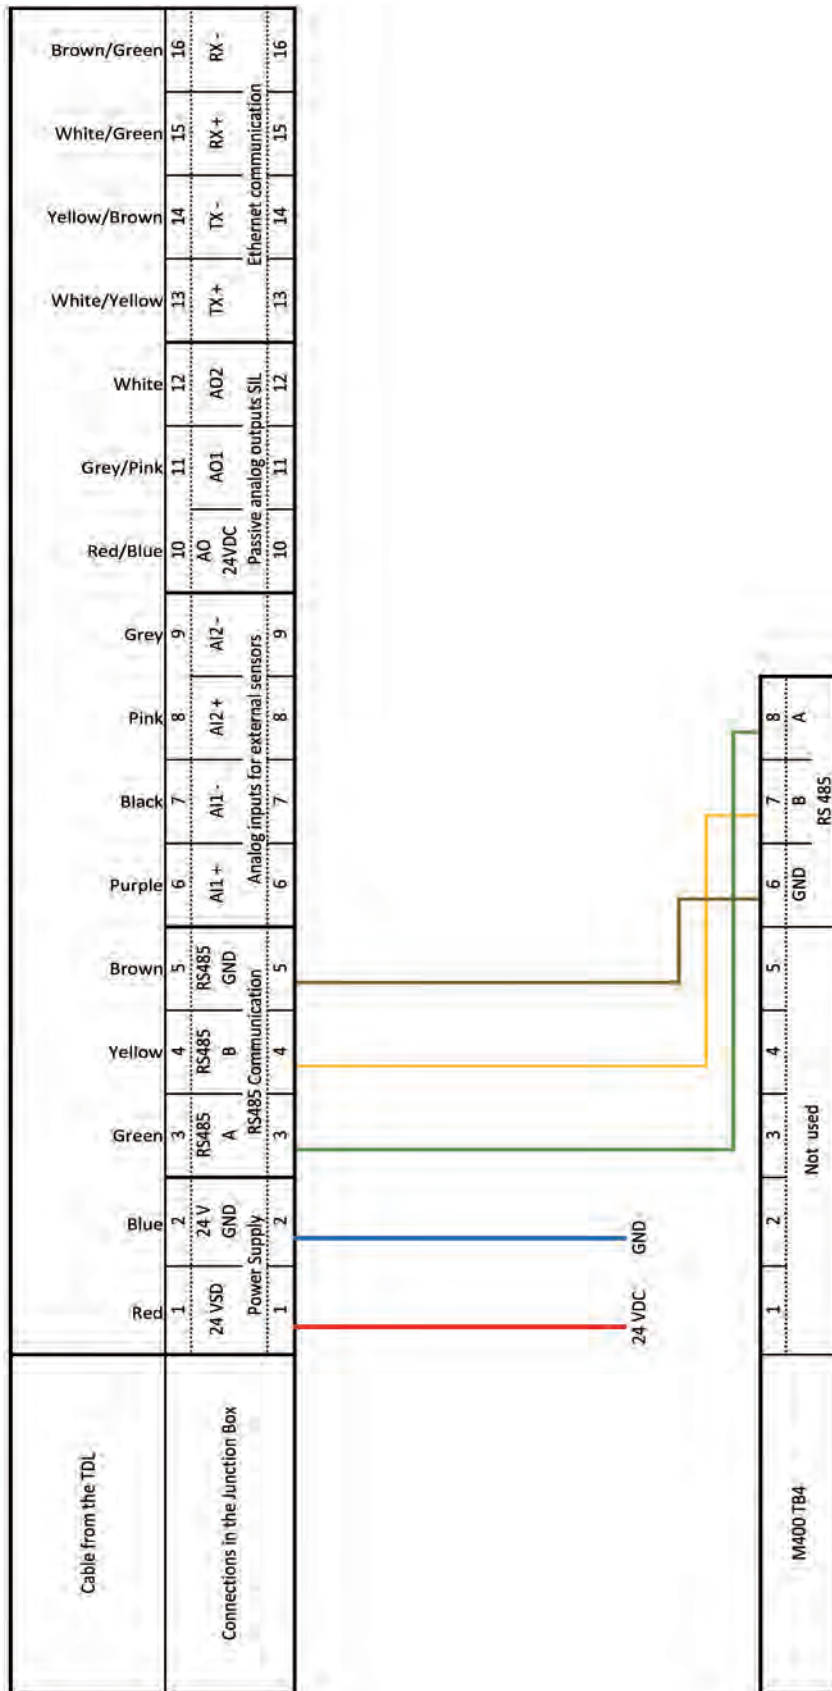 Cable from the TDL
Red
Blue
Green
Yellow
Brown
Purple
Black
Pink
Grey
Red/Blue
Grey/Pink
White
White/Yellow
Yellow/Brown
White/Green
Brown/Green
Connections in the Junction Box
1 2 3 4 5 6 7 8 9 10 11 12 13 14 15 16
24 VSD
24 V
GND
RS485
A
RS485
B
RS485
GND
AI1 +
AI1 -
AI2 +
AI2 -
AO
24VDC
AO1
AO2
TX +
TX -
RX +
RX -
Power Supply
RS485 Communication
Analog inputs for external sensors
Passive analog outputs SIL
Ethernet communication
1 2 3 4 5 6 7 8 9 10 11 12 13 14 15 16
24 VDC
GND
M400 TB4
1 2 3 4 5 6 7 8
Not used
GND
B
A
RS 485